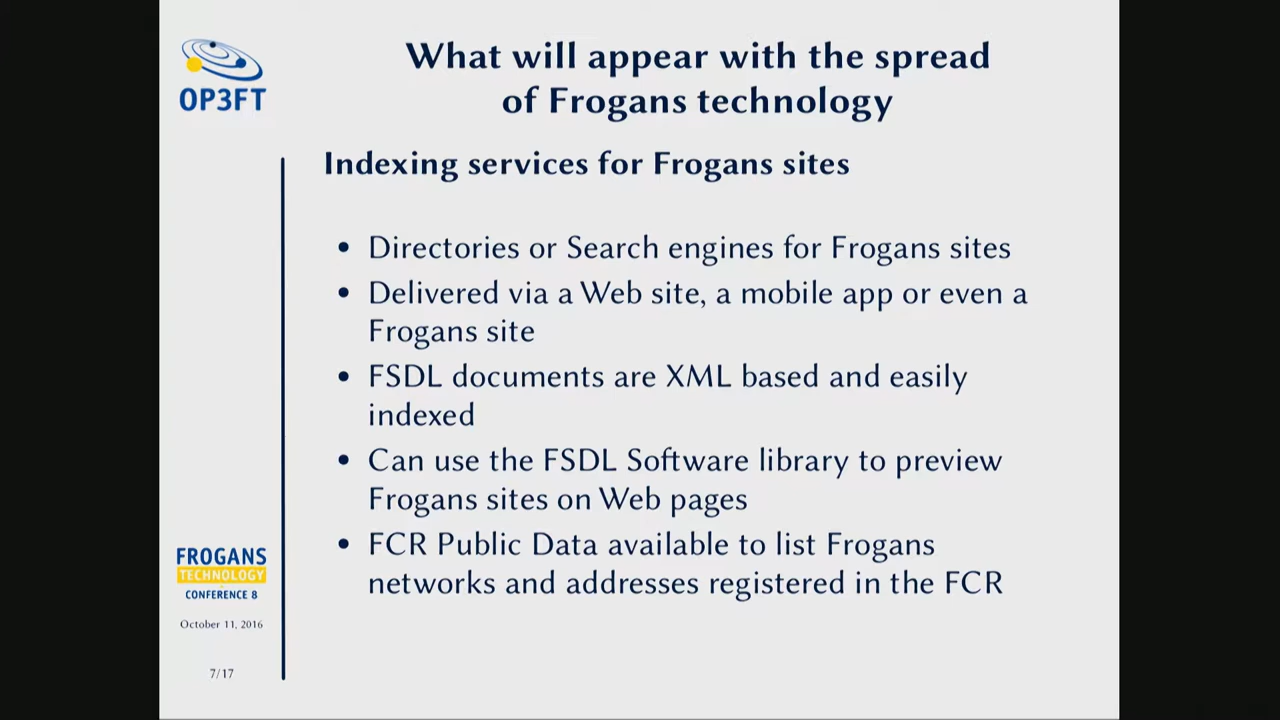 OP3FT
What will appear with the spread
of Frogans technology
Indexing services for Frogans sites
• Directories or Search engines for Frogans sites
• Delivered via a Web site, a mobile app or even a
Frogans site
• FSDL documents are XML based and easily
indexed
• Can use the FSDL Software library to preview
Frogans sites on Web pages
• FCR Public Data available to list Frogans
networks and addresses registered in the FCR
FROGANS
TECHNOLOGY
CONFERENCE 8
October 11, 2016
7/17